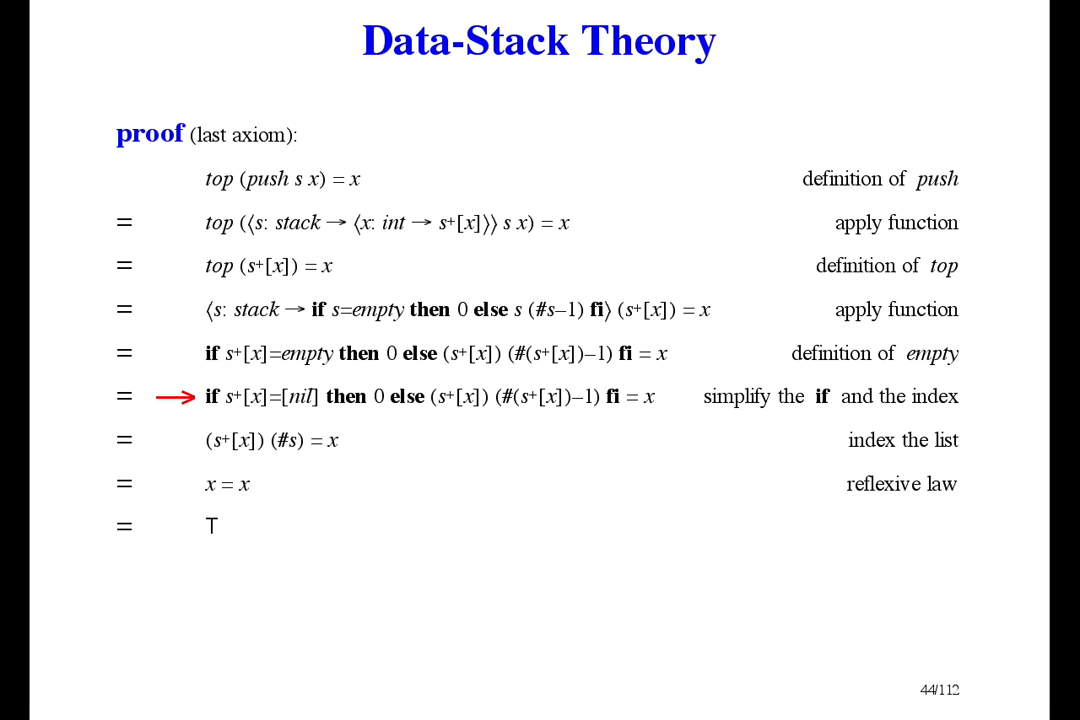 Data-Stack Theory
proof (last axiom):
top (push s x) = x definition of push
= top (⟨s: stack → ⟨x: int → s+[x]⟩⟩ s x) = x apply function
= top (s+[x]) = x definition of top
= ⟨s: stack → if s=empty then 0 else s (#s–1) fi⟩ (s+[x]) = x apply function
= if s+[x]=empty then 0 else (s+[x]) (#(s+[x])–1) fi = x definition of empty
= if s+[x]=[nil] then 0 else (s+[x]) (#(s+[x])–1) fi = x simplify the if and the index
= (s+[x]) (#s) = x index the list
= x = x reflexive law
= T
44/112